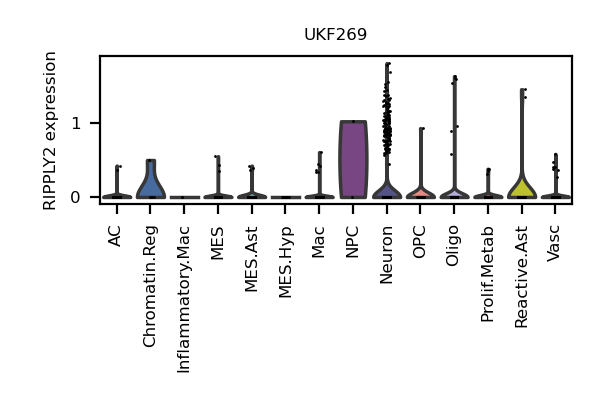 UKF269
RIPPLY2 expression
1
0
AC
Chromatin.Reg
Inflammatory.Mac
MES
MES.Ast
MES.Hyp
Mac
NPC
Neuron
OPC
Oligo
Prolif.Metab
Reactive.Ast
Vasc